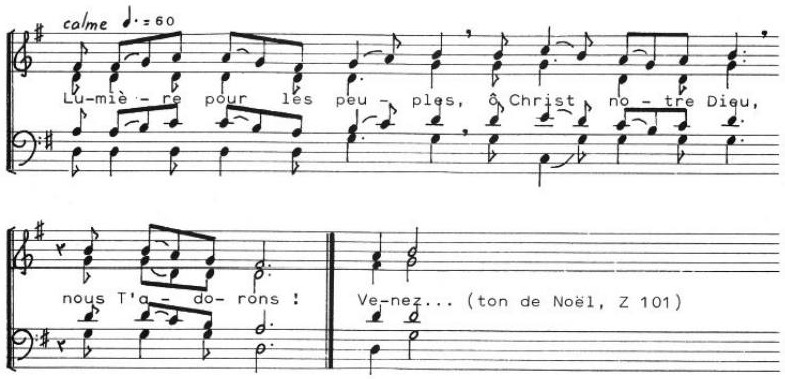 calme ♩. = 60
Lu-miè - re pour les peu - ples, ô Christ no - tre Dieu,
nous T'a - do- rons ! Ve-nez... (ton de Noël, Z 101)